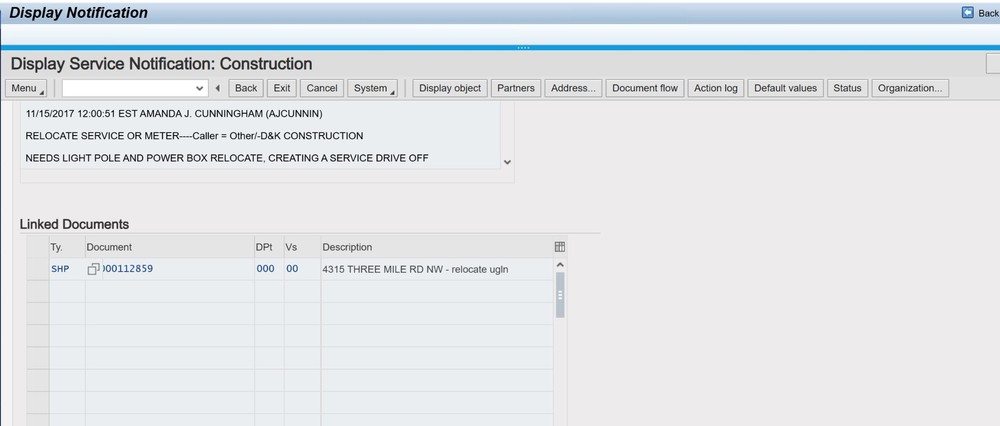 Display Notification
Back
Display Service Notification: Construction
Menu Back Exit Cancel System Display object Partners Address... Document flow Action log Default values Status Organization...
11/15/2017 12:00:51 EST AMANDA J. CUNNINGHAM (AJCUNNIN)
RELOCATE SERVICE OR METER----Caller = Other/-D&K CONSTRUCTION
NEEDS LIGHT POLE AND POWER BOX RELOCATE, CREATING A SERVICE DRIVE OFF
Linked Documents
Ty. Document DPt Vs Description
SHP 000112859 000 00 4315 THREE MILE RD NW - relocate ugln